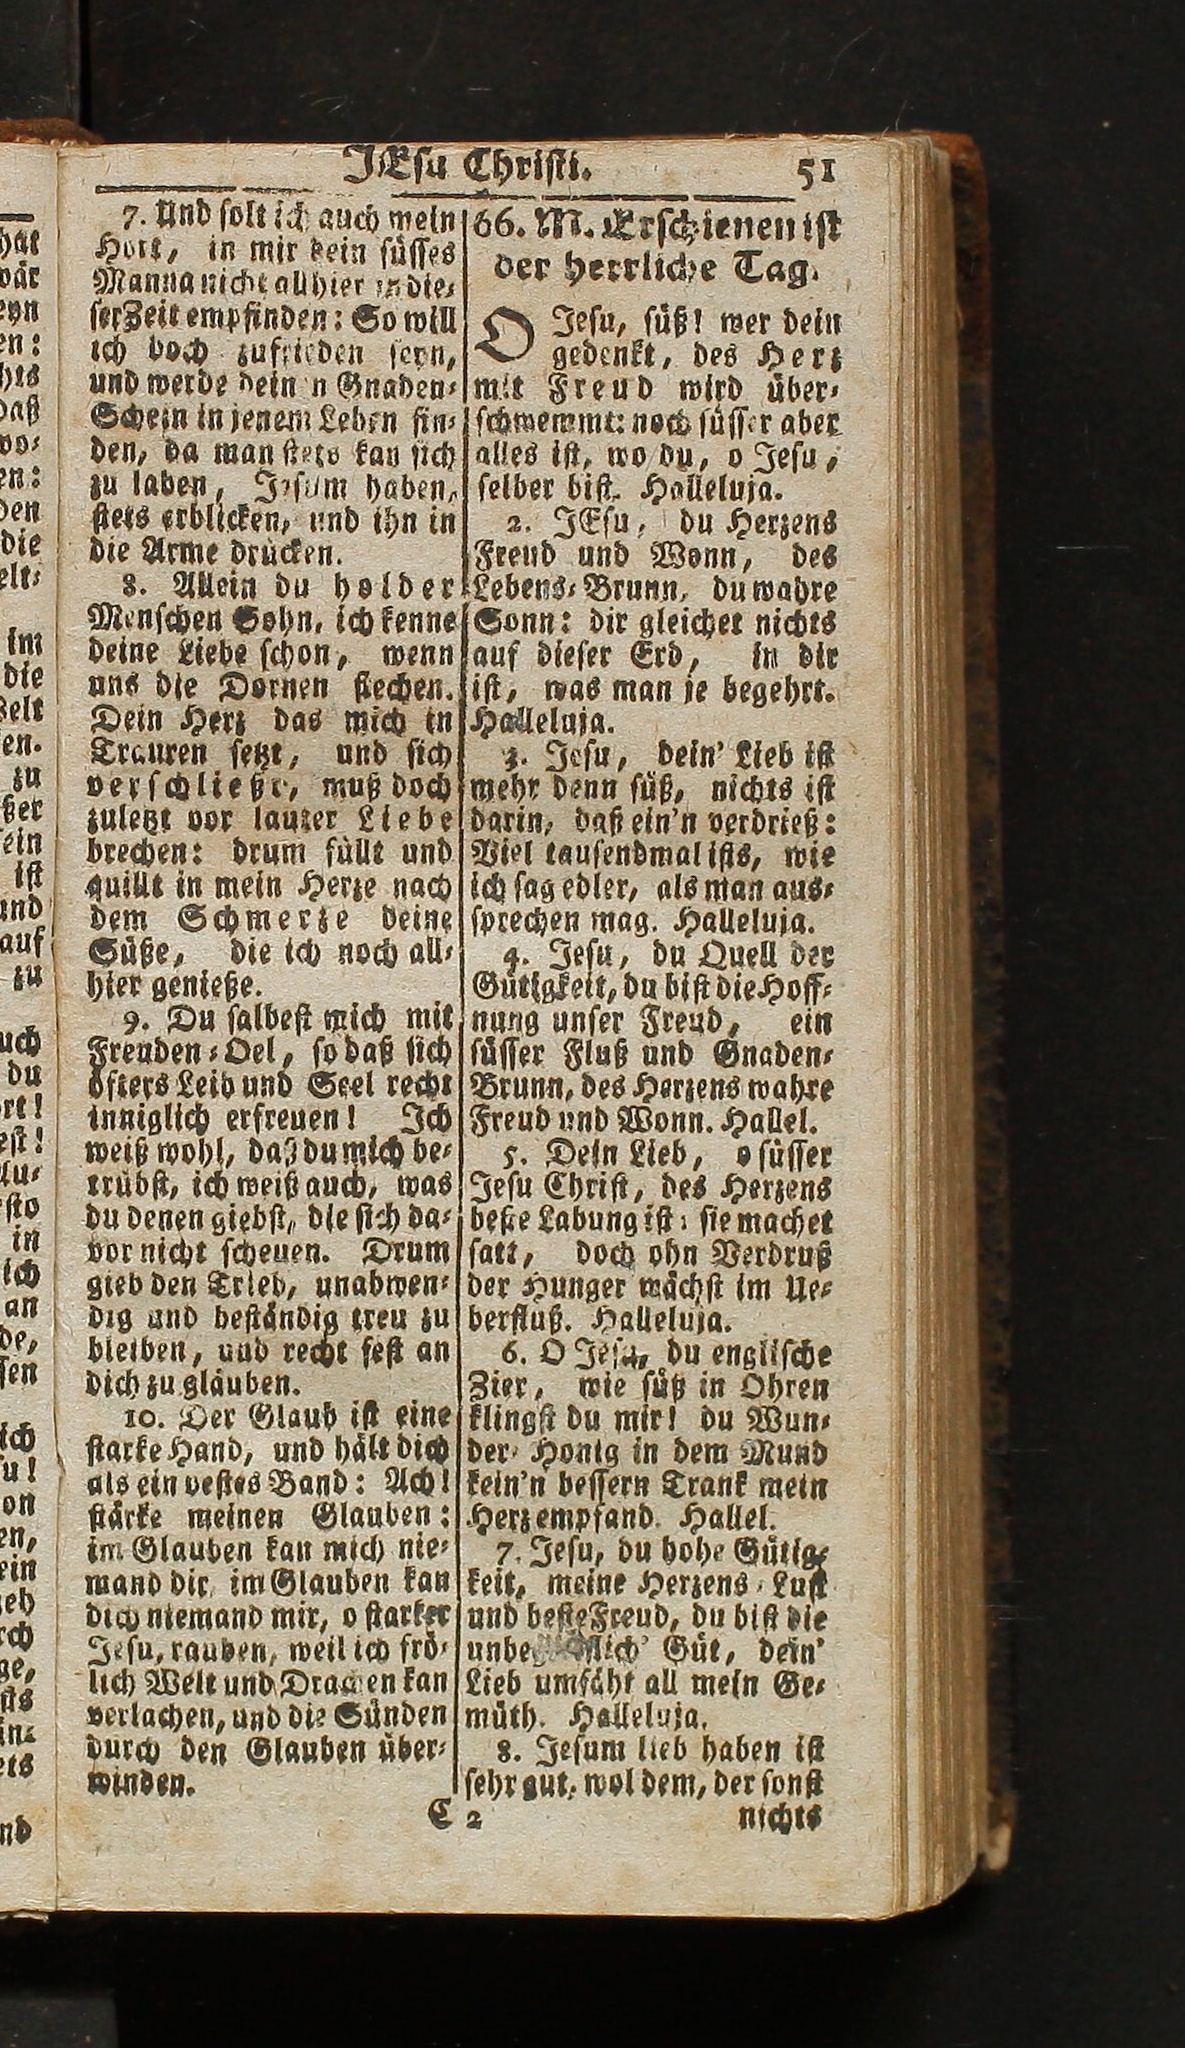 JEsu Christi. 51
7. Und solt ich auch mein
Hort, in mir dein süsses
Manna nicht allhier in die-
ser Zeit empfinden: So will
ich doch zufrieden seyn,
und werde dein'n Gnaden-
Schein in jenem Leben fin-
den, da man stets kan sich
zu laben, Jesum haben,
stets erblicken, und ihn in
die Arme drücken.
8. Allein du holder
Menschen Sohn, ich kenne
deine Liebe schon, wenn
uns die Dornen stechen.
Dein Herz das mich in
Trauren setzt, und sich
verschließt, muß doch
zuletzt vor lauter Liebe
brechen: drum füllt und
quillt in mein Herze nach
dem Schmerze deine
Süße, die ich noch all-
hier genieße.
9. Du salbest mich mit
Freuden-Oel, so daß sich
öfters Leib und Seel recht
inniglich erfreuen! Ich
weiß wohl, daß du mich be-
trübst, ich weiß auch, was
du denen giebst, die sich da-
vor nicht scheuen. Drum
gieb den Trieb, unabwen-
dig und beständig treu zu
bleiben, und recht fest an
dich zu gläuben.
10. Der Glaub ist eine
starke Hand, und hält dich
als ein vestes Band: Ach!
stärke meinen Glauben:
im Glauben kan mich nie-
mand dir, im Glauben kan
dich niemand mir, o starker
Jesu, rauben, weil ich frö-
lich Welt und Drachen kan
verlachen, und die Sünden
durch den Glauben über-
winden.
66. M. Erschienen ist
der herrliche Tag.
O Jesu, süß! wer dein
gedenkt, des Herz
mit Freud wird über-
schwemmt: noch süsser aber
alles ist, wo du, o Jesu,
selber bist. Halleluja.
2. JEsu, du Herzens
Freud und Wonn, des
Lebens-Brunn, du wahre
Sonn: dir gleichet nichts
auf dieser Erd, in dir
ist, was man je begehrt.
Halleluja.
3. Jesu, dein' Lieb ist
mehr denn süß, nichts ist
darin, daß ein'n verdrieß:
Viel tausendmal ists, wie
ich sag edler, als man aus-
sprechen mag. Halleluja.
4. Jesu, du Quell der
Gütigkeit, du bist die Hoff-
nung unser Freud, ein
süsser Fluß und Gnaden-
Brunn, des Herzens wahre
Freud und Wonn. Hallel.
5. Dein Lieb, o süsser
Jesu Christ, des Herzens
beste Labung ist: sie machet
satt, doch ohn Verdruß
der Hunger wächst im Ue-
berfluß. Halleluja.
6. O Jesu, du englische
Zier, wie süß in Ohren
klingst du mir! du Wun-
der-Honig in dem Mund
kein'n bessern Trank mein
Herz empfand. Hallel.
7. Jesu, du hohe Gütig-
keit, meine Herzens-Lust
und beste Freud, du bist die
Güt, dein'
Lieb umfäht all mein Ge-
müth. Halleluja.
8. Jesum lieb haben ist
sehr gut, wol dem, der sonst
C 2 nichts